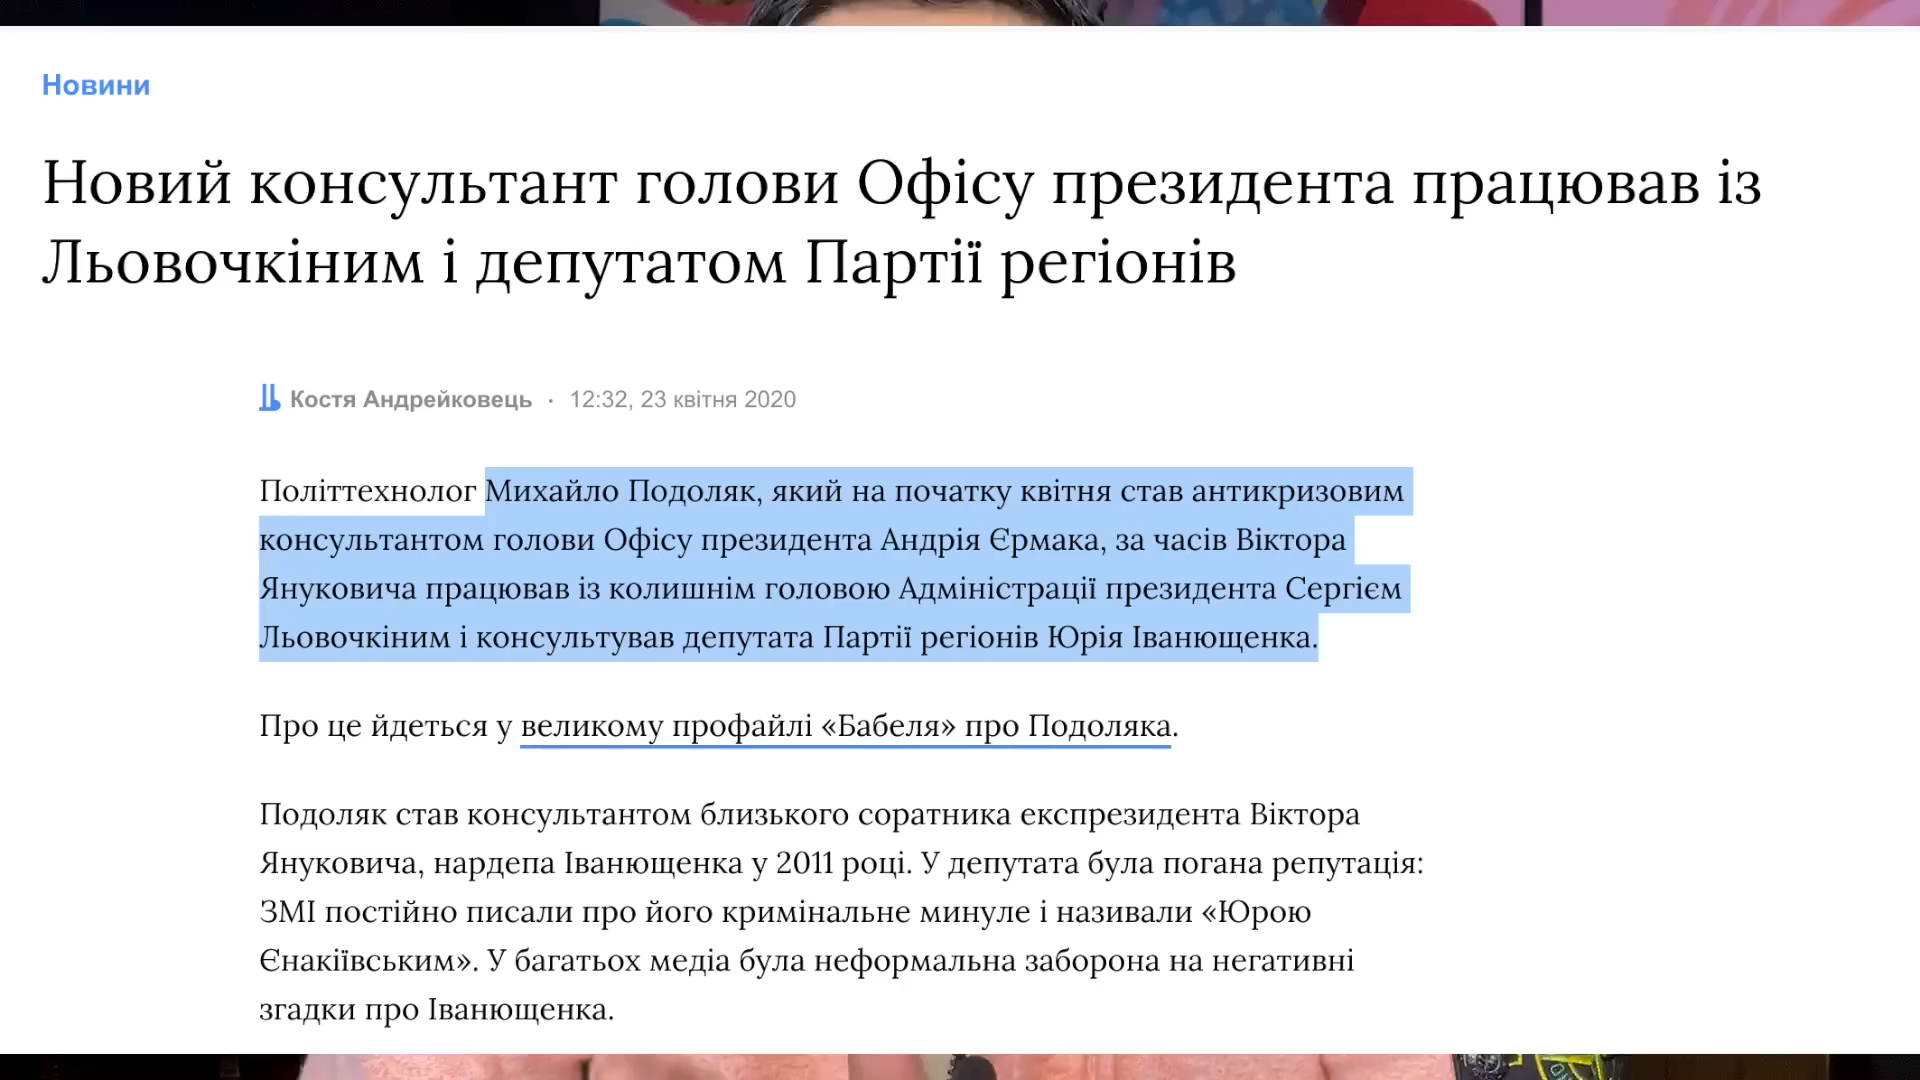 Новини
Новий консультант голови Офісу президента працював із
Льовочкіним і депутатом Партії регіонів
Костя Андрейковець · 12:32, 23 квітня 2020
Політтехнолог Михайло Подоляк, який на початку квітня став антикризовим
консультантом голови Офісу президента Андрія Єрмака, за часів Віктора
Януковича працював із колишнім головою Адміністрації президента Сергієм
Льовочкіним і консультував депутата Партії регіонів Юрія Іванющенка.
Про це йдеться у великому профайлі «Бабеля» про Подоляка.
Подоляк став консультантом близького соратника експрезидента Віктора
Януковича, нардепа Іванющенка у 2011 році. У депутата була погана репутація:
ЗМІ постійно писали про його кримінальне минуле і називали «Юрою
Єнакіївським». У багатьох медіа була неформальна заборона на негативні
згадки про Іванющенка.